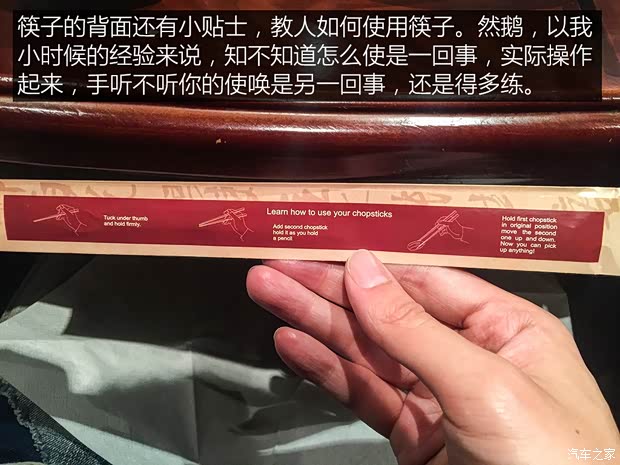 筷子的背面还有小贴士，教人如何使用筷子。然鹅，以我
小时候的经验来说，知不知道怎么使是一回事，实际操作
起来，手听不听你的使唤是另一回事，还是得多练。
Learn how to use your chopsticks
Tuck under thumb
and hold firmly.
Add second chopstick
hold it as you hold
a pencil
Hold first chopstick
in original position
move the second
one up and down.
Now you can pick
up anything!
汽车之家